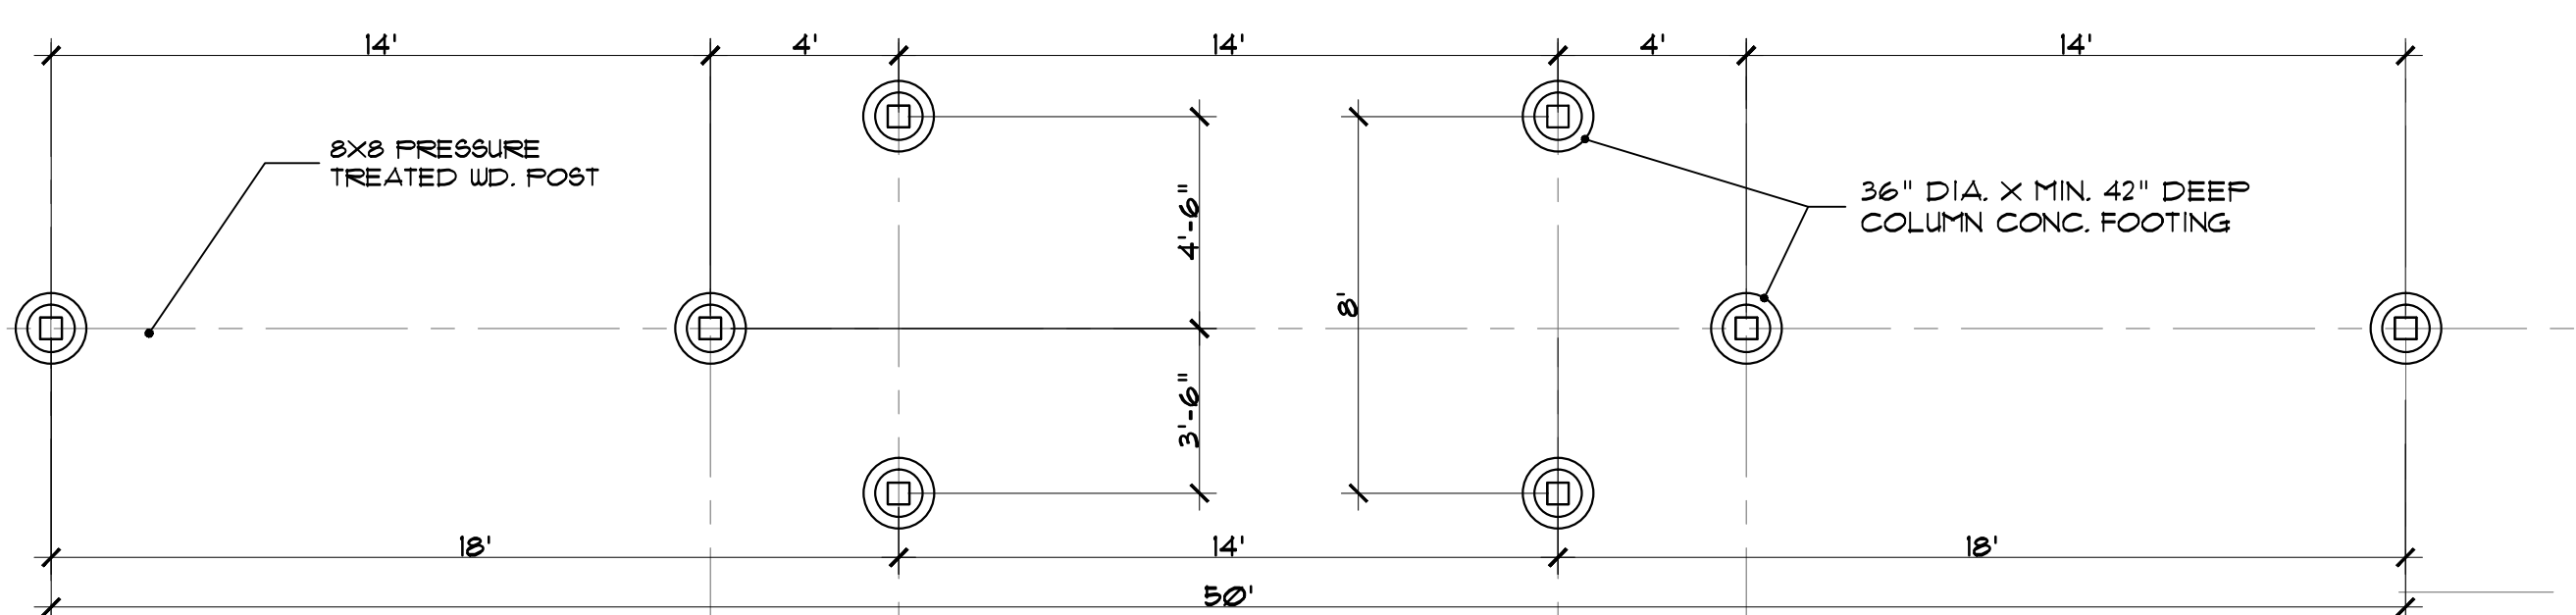 14' 4' 14' 4' 14'
8X8 PRESSURE
TREATED WD. POST
4'-6"
36" DIA. X MIN. 42" DEEP
COLUMN CONC. FOOTING
8'
3'-6"
18' 14' 18'
50'